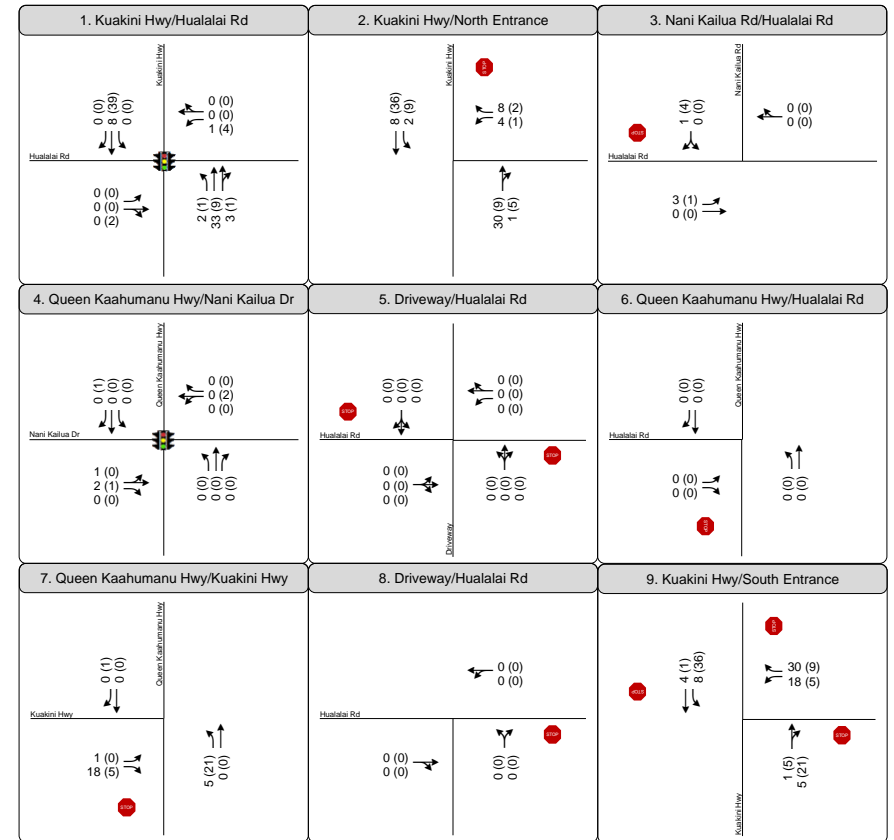 1. Kuakini Hwy/Hualalai Rd
Kuakini Hwy
0 (0)
8 (39)
0 (0)
0 (0)
0 (0)
1 (4)
Hualalai Rd
0 (0)
0 (0)
0 (2)
2 (1)
33 (9)
3 (1)
2. Kuakini Hwy/North Entrance
Kuakini Hwy
STOP
8 (36)
2 (9)
8 (2)
4 (1)
30 (9)
1 (5)
3. Nani Kailua Rd/Hualalai Rd
Nani Kailua Rd
STOP
1 (4)
0 (0)
0 (0)
0 (0)
Hualalai Rd
3 (1)
0 (0)
4. Queen Kaahumanu Hwy/Nani Kailua Dr
Queen Kaahumanu Hwy
0 (1)
0 (0)
0 (0)
0 (0)
0 (2)
0 (0)
Nani Kailua Dr
1 (0)
2 (1)
0 (0)
0 (0)
0 (0)
0 (0)
5. Driveway/Hualalai Rd
STOP
0 (0)
0 (0)
0 (0)
0 (0)
0 (0)
0 (0)
Hualalai Rd
STOP
0 (0)
0 (0)
0 (0)
0 (0)
0 (0)
0 (0)
Driveway
6. Queen Kaahumanu Hwy/Hualalai Rd
Queen Kaahumanu Hwy
0 (0)
0 (0)
Hualalai Rd
0 (0)
0 (0)
STOP
0 (0)
0 (0)
7. Queen Kaahumanu Hwy/Kuakini Hwy
Queen Kaahumanu Hwy
0 (1)
0 (0)
Kuakini Hwy
1 (0)
18 (5)
STOP
5 (21)
0 (0)
8. Driveway/Hualalai Rd
0 (0)
0 (0)
Hualalai Rd
STOP
0 (0)
0 (0)
0 (0)
0 (0)
9. Kuakini Hwy/South Entrance
STOP
STOP
4 (1)
8 (36)
30 (9)
18 (5)
STOP
1 (5)
5 (21)
Kuakini Hwy